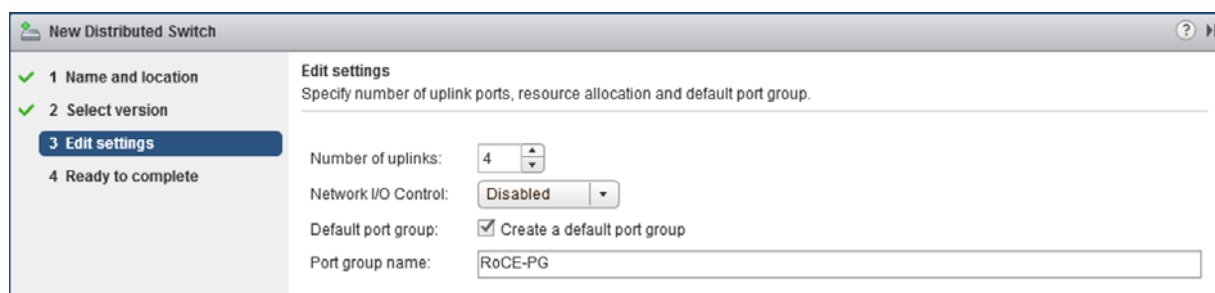 New Distributed Switch
?
1 Name and location
2 Select version
3 Edit settings
4 Ready to complete
Edit settings
Specify number of uplink ports, resource allocation and default port group.
Number of uplinks: 4
Network I/O Control: Disabled
Default port group: Create a default port group
Port group name: RoCE-PG